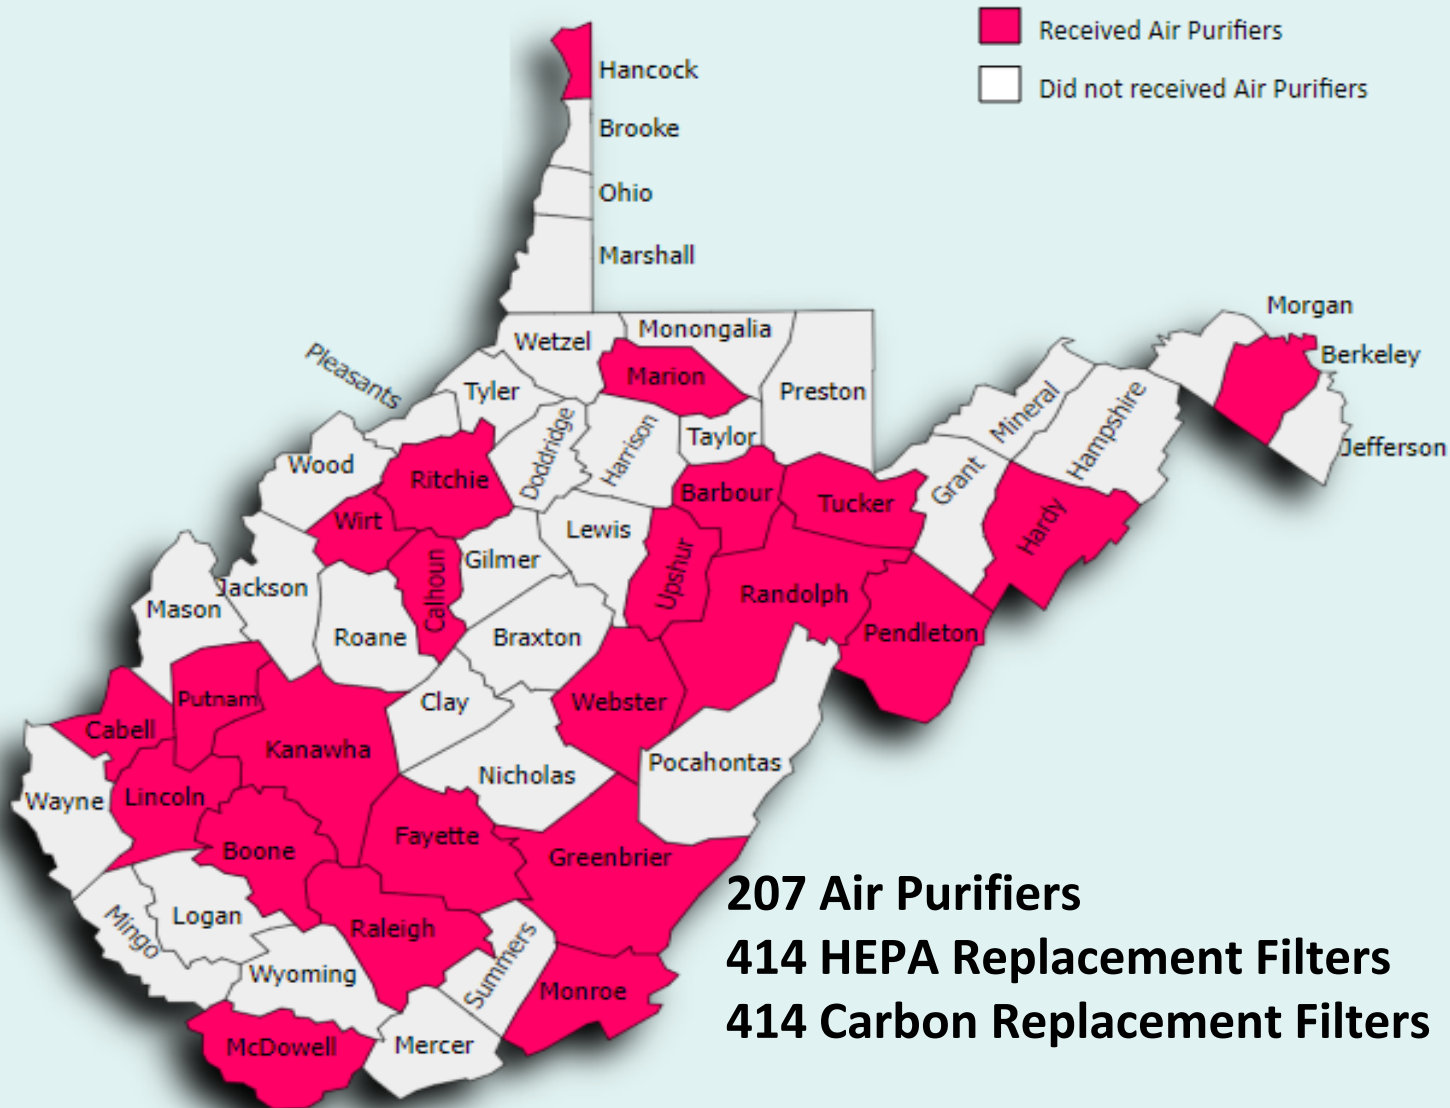 Received Air Purifiers
Did not received Air Purifiers
Hancock
Brooke
Ohio
Marshall
Morgan
Wetzel
Monongalia
Pleasants
Tyler
Marion
Preston
Berkeley
Mineral
Hampshire
Jefferson
Wood
Ritchie
Doddridge
Harrison
Taylor
Barbour
Tucker
Grant
Hardy
Wirt
Lewis
Gilmer
Calhoun
Upshur
Jackson
Mason
Roane
Braxton
Randolph
Pendleton
Putnam
Clay
Webster
Cabell
Kanawha
Nicholas
Pocahontas
Wayne
Lincoln
Boone
Fayette
Greenbrier
Mingo
Logan
Raleigh
Summers
Wyoming
Monroe
McDowell
Mercer
207 Air Purifiers
414 HEPA Replacement Filters
414 Carbon Replacement Filters